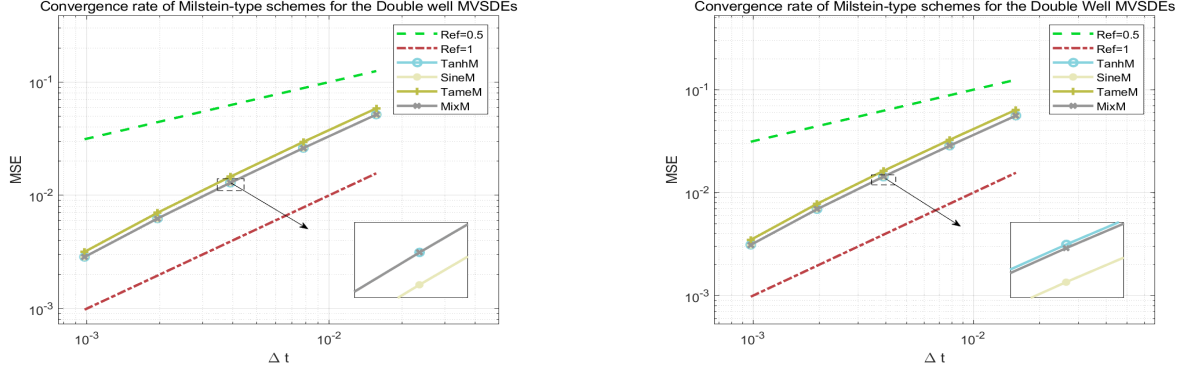 Convergence rate of Milstein-type schemes for the Double well MVSDEs
Ref=0.5
Ref=1
TanhM
SineM
TameM
MixM
10^-1
10^-2
10^-3
MSE
10^-3
10^-2
Δ t
Convergence rate of Milstein-type schemes for the Double Well MVSDEs
Ref=0.5
Ref=1
TanhM
SineM
TameM
MixM
10^-1
10^-2
10^-3
MSE
10^-3
10^-2
Δ t